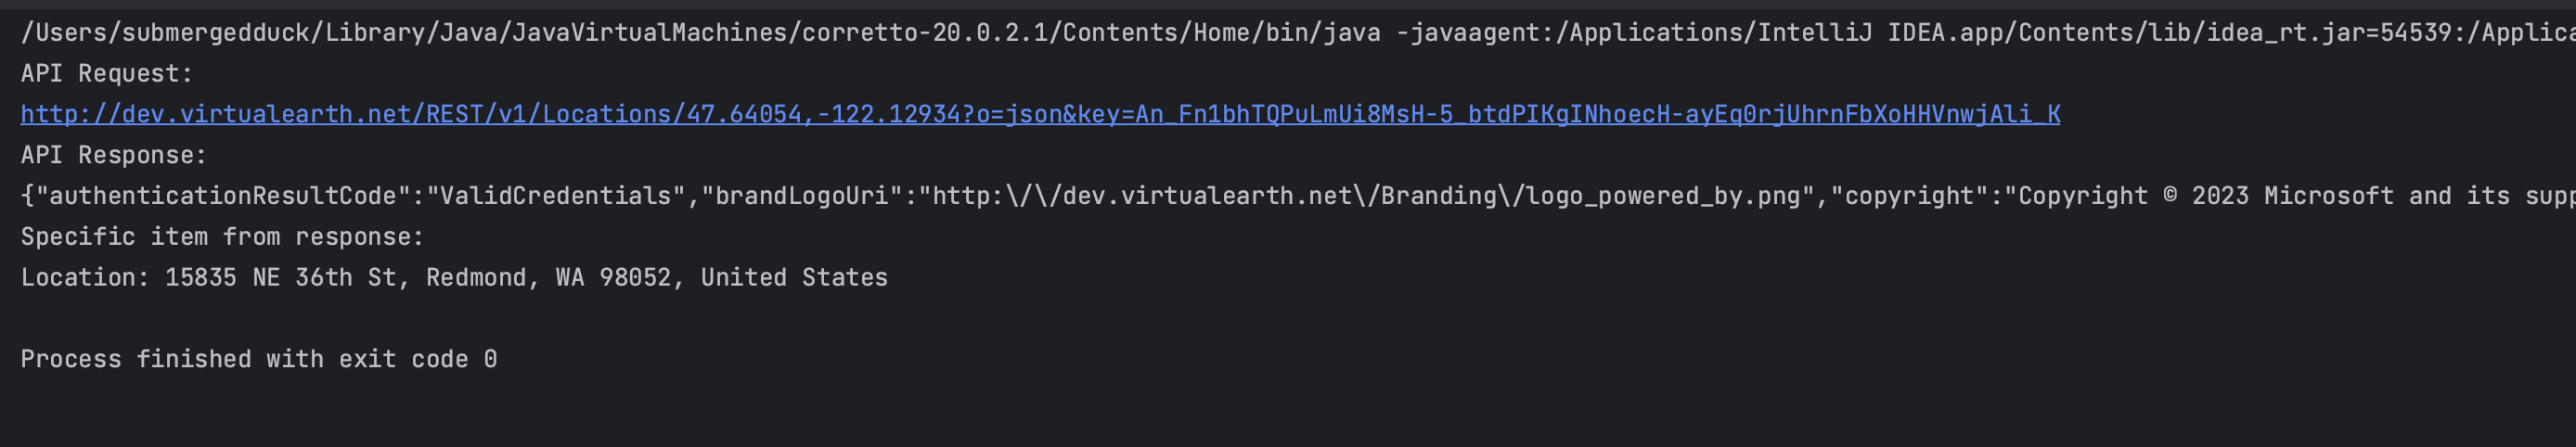 /Users/submergedduck/Library/Java/JavaVirtualMachines/corretto-20.0.2.1/Contents/Home/bin/java -javaagent:/Applications/IntelliJ IDEA.app/Contents/lib/idea_rt.jar=54539:/Applica
API Request:
http://dev.virtualearth.net/REST/v1/Locations/47.64054,-122.12934?o=json&key=An_Fn1bhTQPuLmUi8MsH-5_btdPIKgINhoecH-ayEq0rjUhrnFbXoHHVnwjAli_K
API Response:
{"authenticationResultCode":"ValidCredentials","brandLogoUri":"http:\/\/dev.virtualearth.net\/Branding\/logo_powered_by.png","copyright":"Copyright © 2023 Microsoft and its supp
Specific item from response:
Location: 15835 NE 36th St, Redmond, WA 98052, United States
Process finished with exit code 0